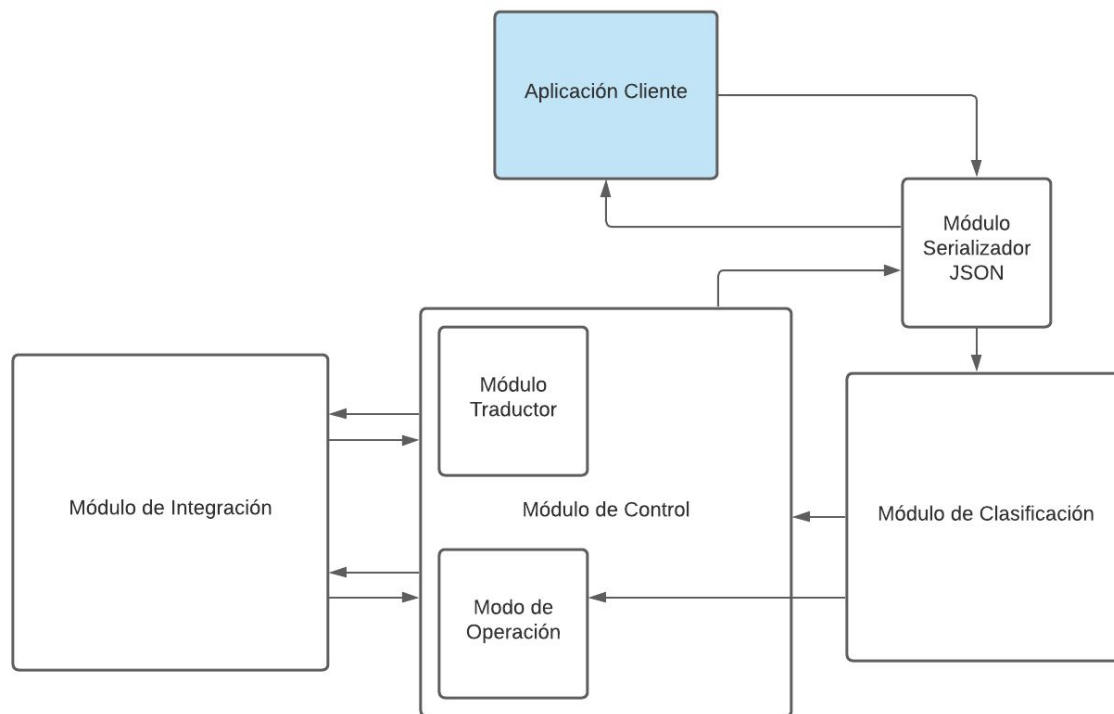 Aplicación Cliente
Módulo
Serializador
JSON
Módulo
Traductor
Módulo de Integración
Módulo de Control
Módulo de Clasificación
Modo de
Operación